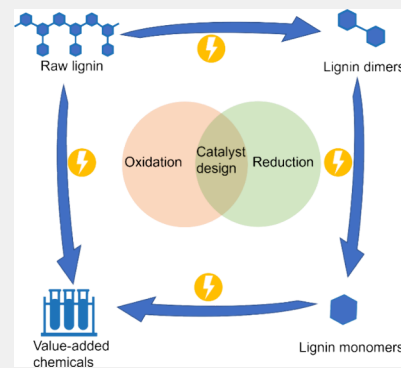 Raw lignin
Lignin dimers
Oxidation
Catalyst
design
Reduction
Value-added
chemicals
Lignin monomers